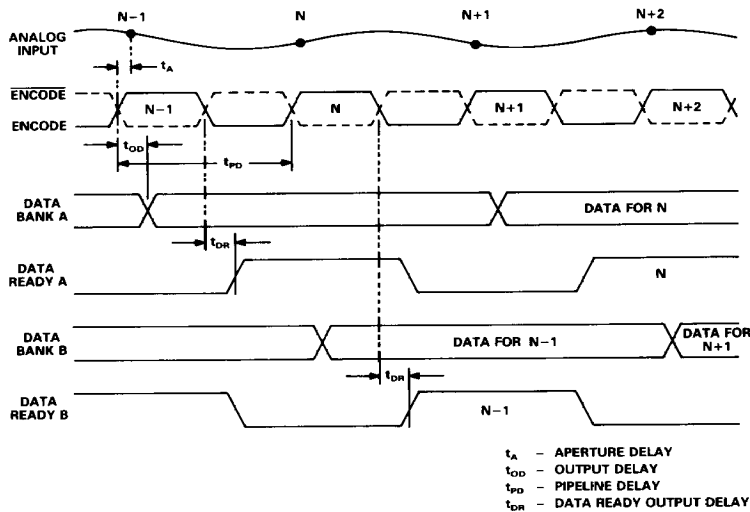 N−1 N N+1 N+2
ANALOG
INPUT
t_A
ENCODE
N−1 N N+1 N+2
ENCODE
t_OD
t_PD
DATA
BANK A
DATA FOR N
t_DR
DATA
READY A
N
DATA
BANK B
DATA FOR N−1
DATA FOR
N+1
t_DR
DATA
READY B
N−1
t_A – APERTURE DELAY
t_OD – OUTPUT DELAY
t_PD – PIPELINE DELAY
t_DR – DATA READY OUTPUT DELAY